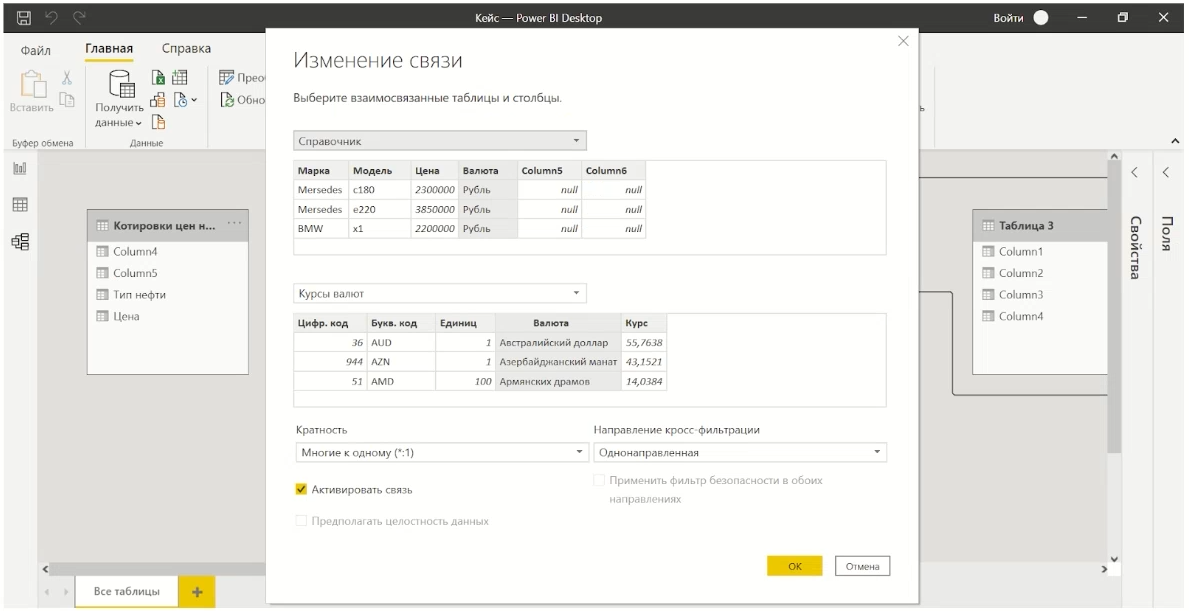 Кейс — Power BI Desktop
Войти
Файл
Главная
Справка
Вставить
Получить
данные
Обно
Буфер обмена
Данные
Котировки цен н...
Column4
Column5
Тип нефти
Цена
Изменение связи
Выберите взаимосвязанные таблицы и столбцы.
Справочник
Марка Модель Цена Валюта Column5 Column6
Mersedes c180 2300000 Рубль null null
Mersedes e220 3850000 Рубль null null
BMW x1 2200000 Рубль null null
Курсы валют
Цифр. код Букв. код Единиц Валюта Курс
36 AUD 1 Австралийский доллар 55,7638
944 AZN 1 Азербайджанский манат 43,1521
51 AMD 100 Армянских драмов 14,0384
Кратность
Многие к одному (*:1)
Направление кросс-фильтрации
Однонаправленная
Активировать связь
Применить фильтр безопасности в обоих
направлениях
Предполагать целостность данных
ОК
Отмена
Таблица 3
Column1
Column2
Column3
Column4
Свойства
Поля
Все таблицы